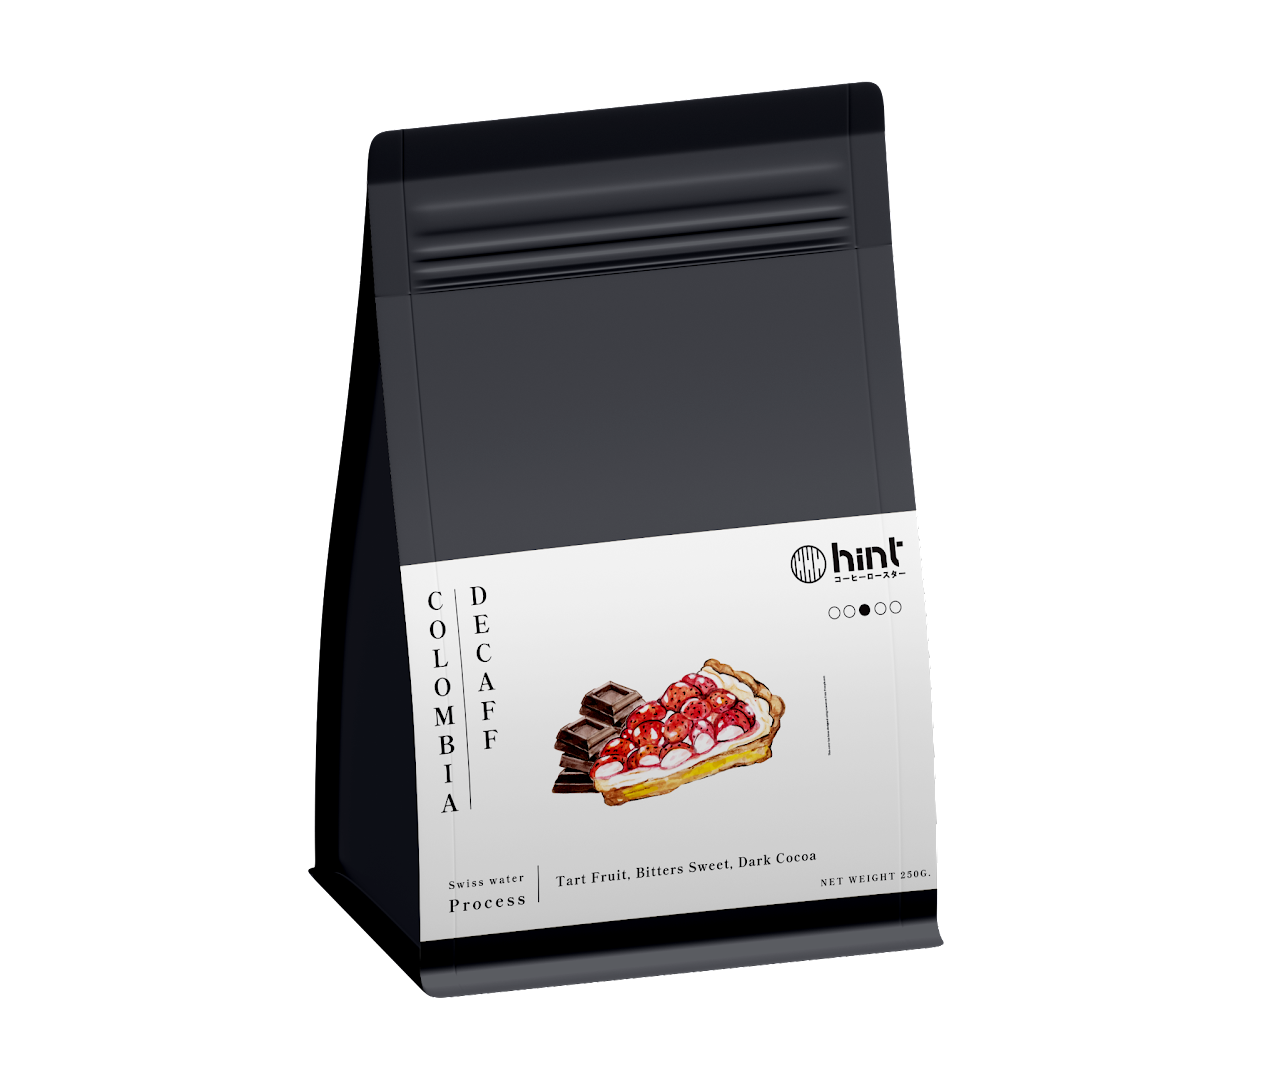 hint
コーヒーロースター
COLOMBIA
DECAFF
Swiss water
Process
Tart Fruit, Bitters Sweet, Dark Cocoa
NET WEIGHT 250G.